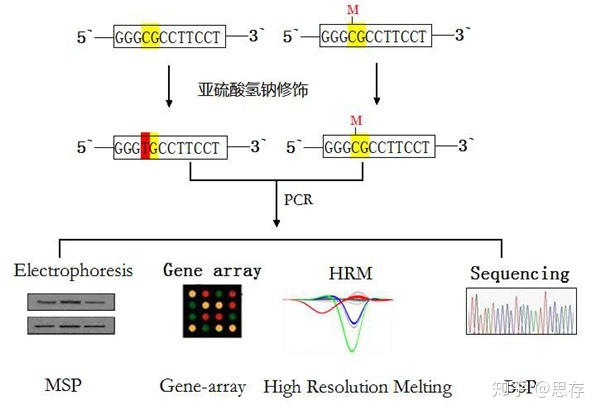 M
5`
GGGCGCCTTCCT
3`
5`
GGGCGCCTTCCT
3`
亚硫酸氢钠修饰
M
5`
GGGTGCCTTCCT
3`
5`
GGGCGCCTTCCT
3`
PCR
Electrophoresis
Gene array
HRM
Sequencing
MSP
Gene-array
High Resolution Melting
BSP
知乎 @思存